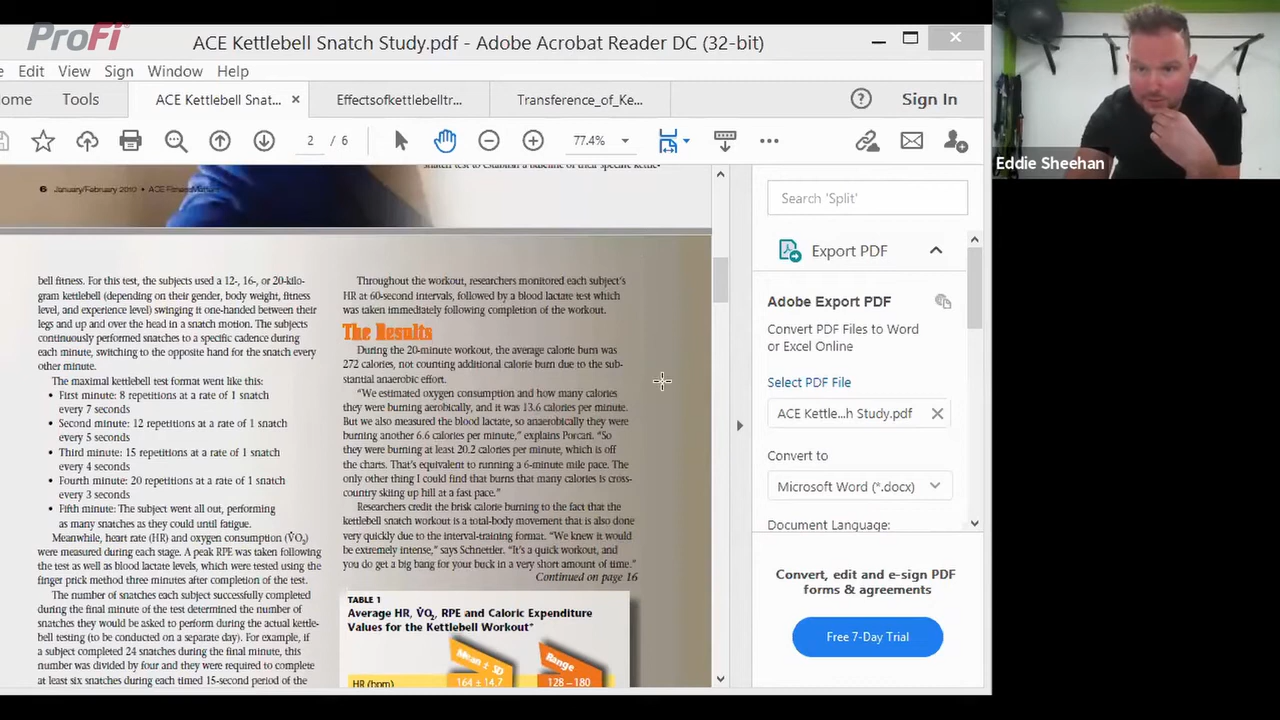 ProFi
ACE Kettlebell Snatch Study.pdf - Adobe Acrobat Reader DC (32-bit)
Edit View Sign Window Help
Tools
ACE Kettlebell Snat...
Effectsofkettlebelltr...
Transference_of_Ke...
Sign In
2 / 6
77.4%
Eddie Sheehan
6 January/February 2010 • ACE FitnessMatters
bell fitness. For this test, the subjects used a 12-, 16-, or 20-kilo-
gram kettlebell (depending on their gender, body weight, fitness
level, and experience level) swinging it one-handed between their
legs and up and over the head in a snatch motion. The subjects
continuously performed snatches to a specific cadence during
each minute, switching to the opposite hand for the snatch every
other minute.
The maximal kettlebell test format went like this:
• First minute: 8 repetitions at a rate of 1 snatch
every 7 seconds
• Second minute: 12 repetitions at a rate of 1 snatch
every 5 seconds
• Third minute: 15 repetitions at a rate of 1 snatch
every 4 seconds
• Fourth minute: 20 repetitions at a rate of 1 snatch
every 3 seconds
• Fifth minute: The subject went all out, performing
as many snatches as they could until fatigue.
Meanwhile, heart rate (HR) and oxygen consumption (V̇O₂)
were measured during each stage. A peak RPE was taken following
the test as well as blood lactate levels, which were tested using the
finger prick method three minutes after completion of the test.
The number of snatches each subject successfully completed
during the final minute of the test determined the number of
snatches they would be asked to perform during the actual kettle-
bell testing (to be conducted on a separate day). For example, if
a subject completed 24 snatches during the final minute, this
number was divided by four and they were required to complete
at least six snatches during each timed 15-second period of the
Throughout the workout, researchers monitored each subject's
HR at 60-second intervals, followed by a blood lactate test which
was taken immediately following completion of the workout.
The Results
During the 20-minute workout, the average calorie burn was
272 calories, not counting additional calorie burn due to the sub-
stantial anaerobic effort.
“We estimated oxygen consumption and how many calories
they were burning aerobically, and it was 13.6 calories per minute.
But we also measured the blood lactate, so anaerobically they were
burning another 6.6 calories per minute,” explains Porcari. “So
they were burning at least 20.2 calories per minute, which is off
the charts. That's equivalent to running a 6-minute mile pace. The
only other thing I could find that burns that many calories is cross-
country skiing up hill at a fast pace.”
Researchers credit the brisk calorie burning to the fact that the
kettlebell snatch workout is a total-body movement that is also done
very quickly due to the interval-training format. “We knew it would
be extremely intense,” says Schnettler. “It's a quick workout, and
you do get a big bang for your buck in a very short amount of time.”
Continued on page 16
TABLE 1
Average HR, V̇O₂, RPE and Caloric Expenditure
Values for the Kettlebell Workout*
Mean ± SD
Range
HR (bpm)
164 ± 14.7
128 – 180
Search 'Split'
Export PDF
Adobe Export PDF
Convert PDF Files to Word
or Excel Online
Select PDF File
ACE Kettle...h Study.pdf
Convert to
Microsoft Word (*.docx)
Document Language:
Convert, edit and e-sign PDF
forms & agreements
Free 7-Day Trial